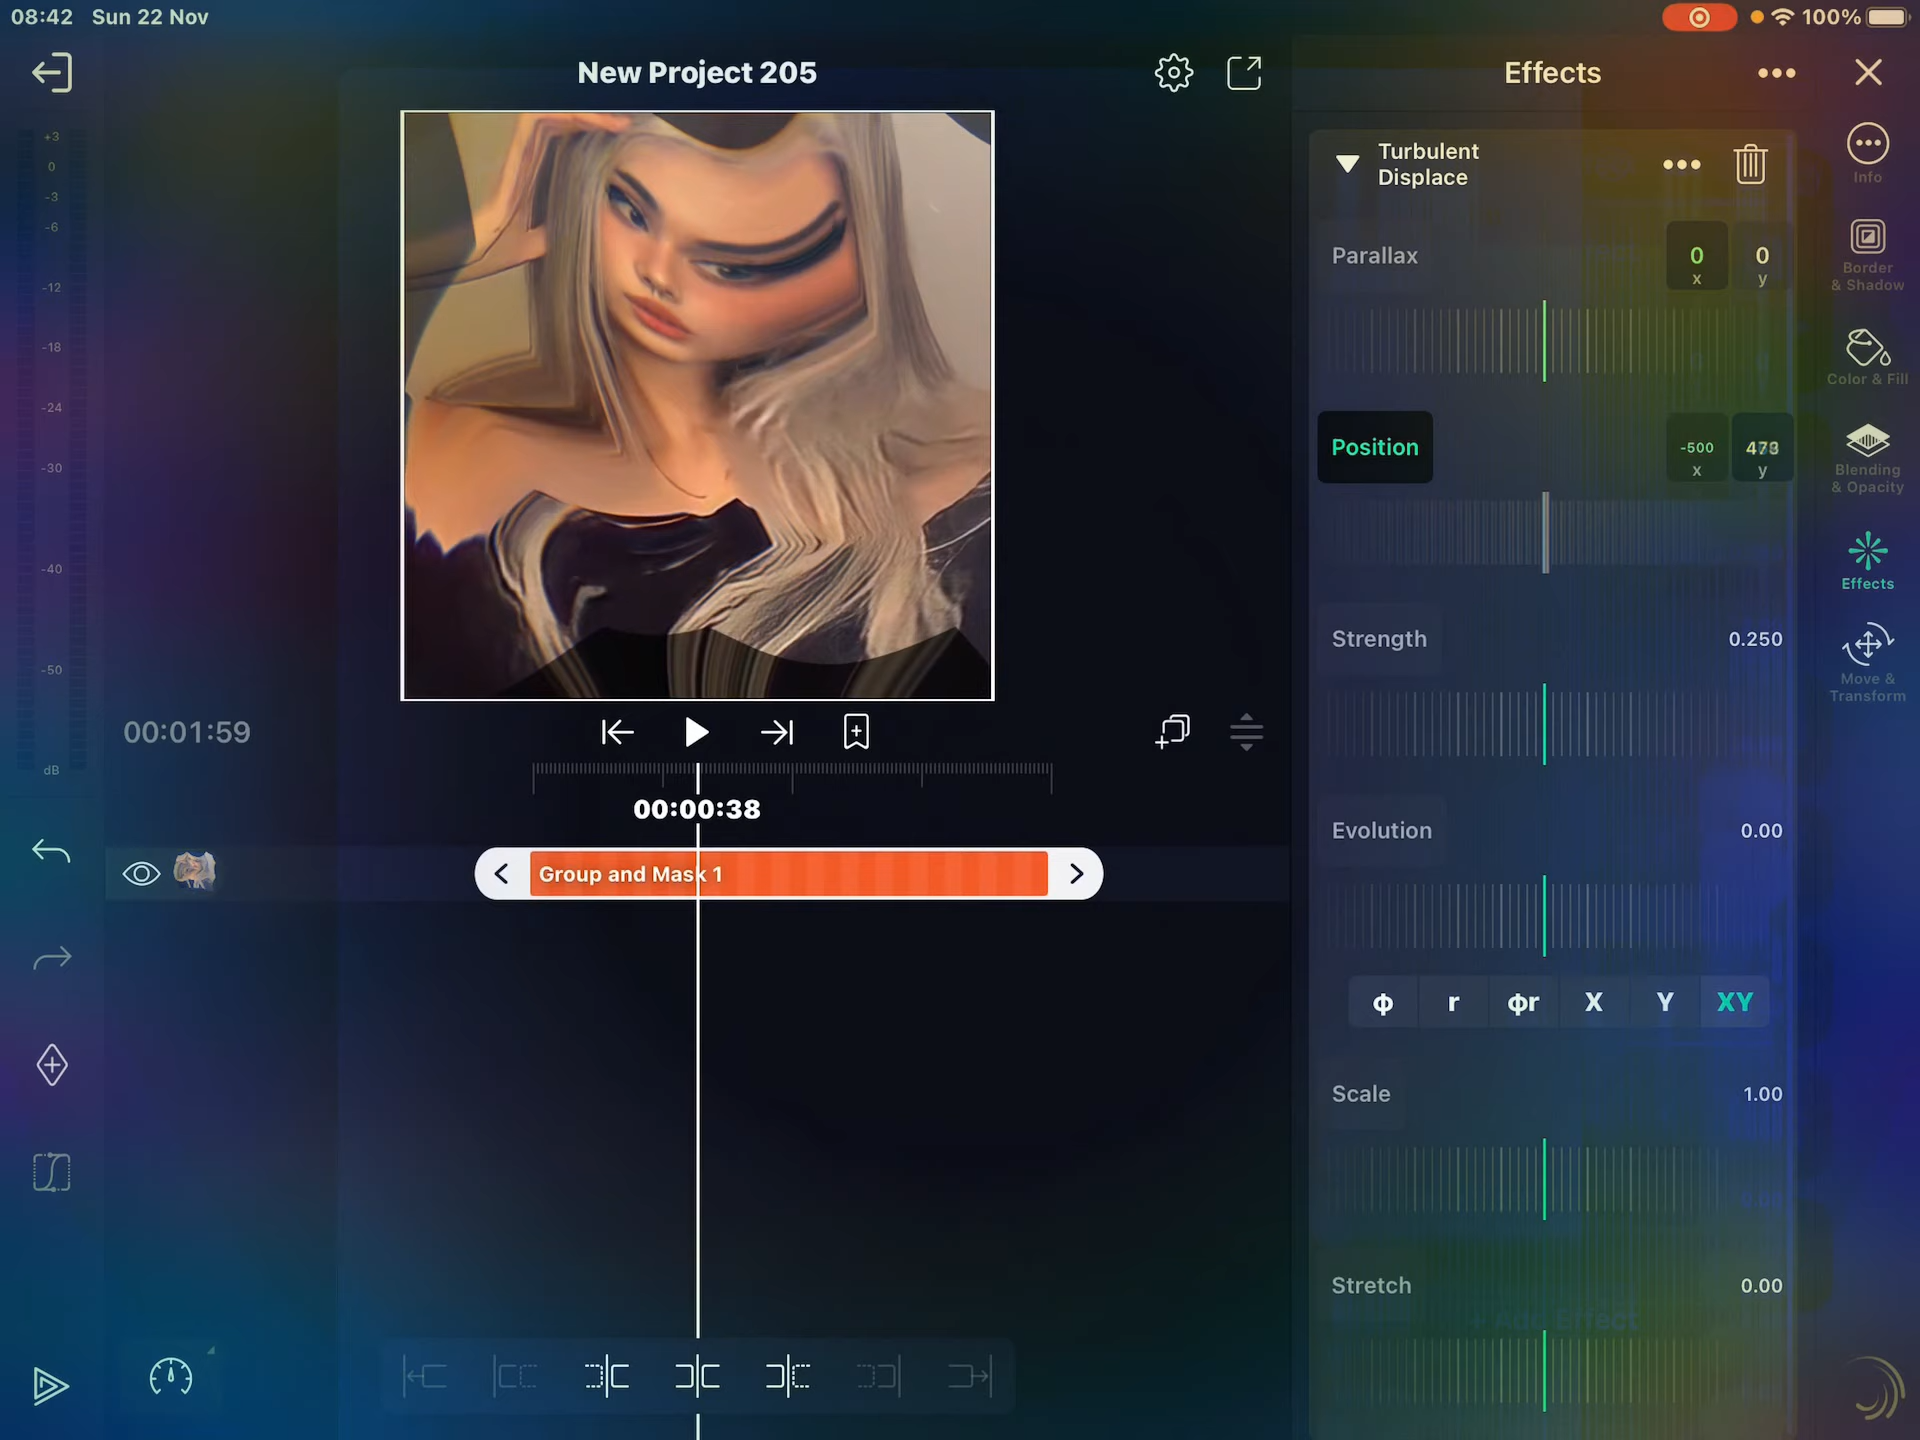 08:42 Sun 22 Nov
100%
New Project 205
Effects
Turbulent
Displace
Info
Parallax
0
x
0
y
Border
& Shadow
Color & Fill
Position
-500
x
y
Blending
& Opacity
Effects
Strength
0.250
Move &
Transform
+3
0
-3
-6
-12
-18
-24
-30
-40
-50
dB
00:01:59
00:00:38
Group and Mask 1
Evolution
0.00
Φ
r
Φr
X
Y
XY
Scale
1.00
Stretch
0.00
Add Effect